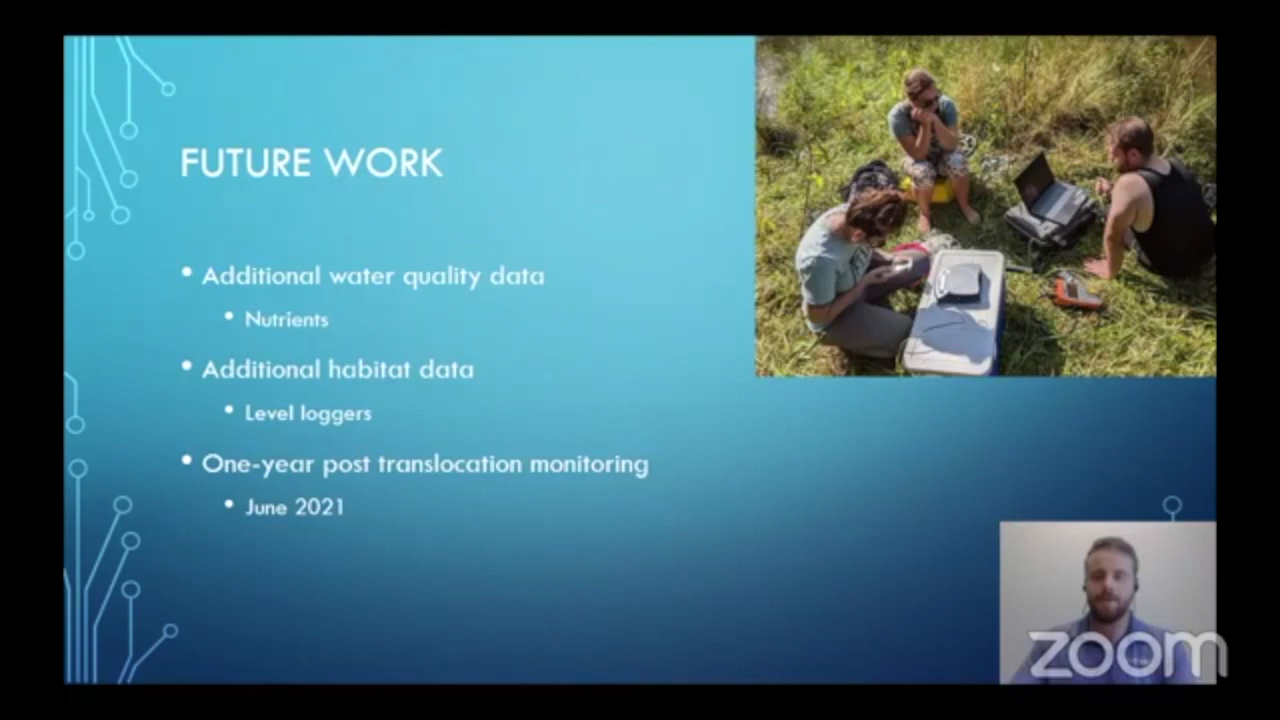 FUTURE WORK
• Additional water quality data
• Nutrients
• Additional habitat data
• Level loggers
• One-year post translocation monitoring
• June 2021
zoom